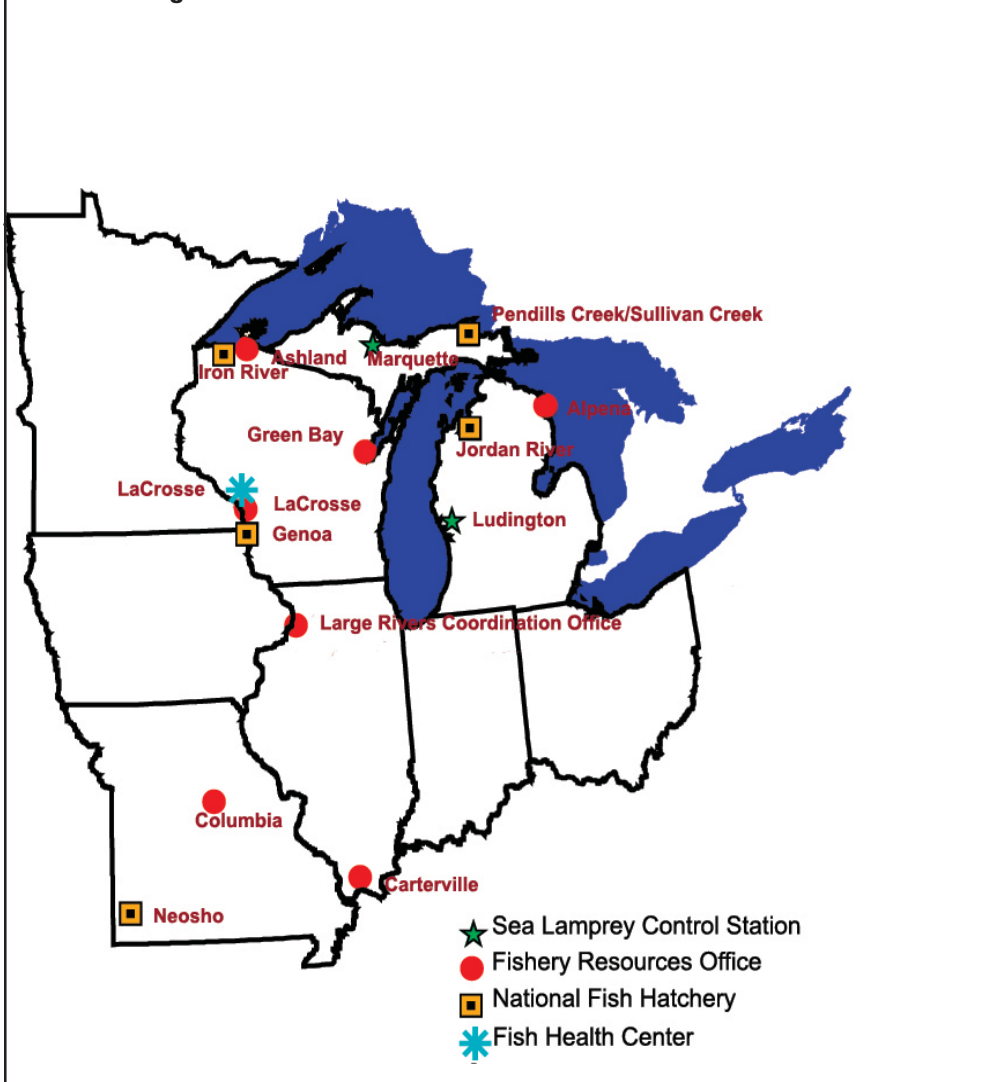 Pendills Creek/Sullivan Creek
Ashland
Marquette
Iron River
Alpena
Green Bay
Jordan River
LaCrosse
LaCrosse
Ludington
Genoa
Large Rivers Coordination Office
Columbia
Carterville
Neosho
Sea Lamprey Control Station
Fishery Resources Office
National Fish Hatchery
Fish Health Center